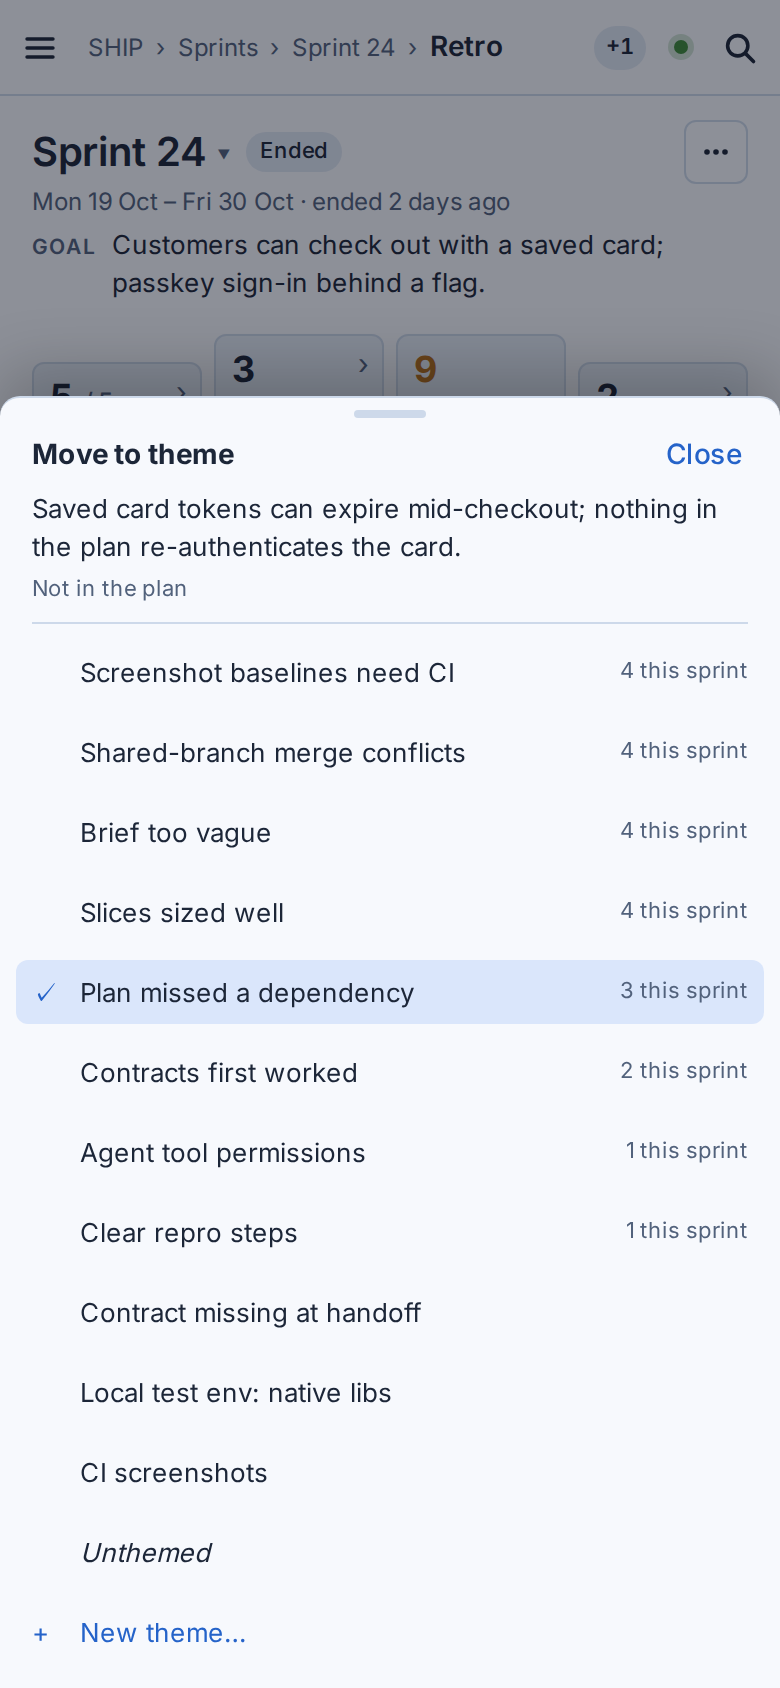 SHIP › Sprints › Sprint 24 › Retro +1
Sprint 24 ▾ Ended ...
Mon 19 Oct – Fri 30 Oct · ended 2 days ago
GOAL Customers can check out with a saved card;
passkey sign-in behind a flag.
3 › 9
5 › 2 ›
Move to theme Close
Saved card tokens can expire mid-checkout; nothing in
the plan re-authenticates the card.
Not in the plan
Screenshot baselines need CI 4 this sprint
Shared-branch merge conflicts 4 this sprint
Brief too vague 4 this sprint
Slices sized well 4 this sprint
✓ Plan missed a dependency 3 this sprint
Contracts first worked 2 this sprint
Agent tool permissions 1 this sprint
Clear repro steps 1 this sprint
Contract missing at handoff
Local test env: native libs
CI screenshots
Unthemed
+ New theme...